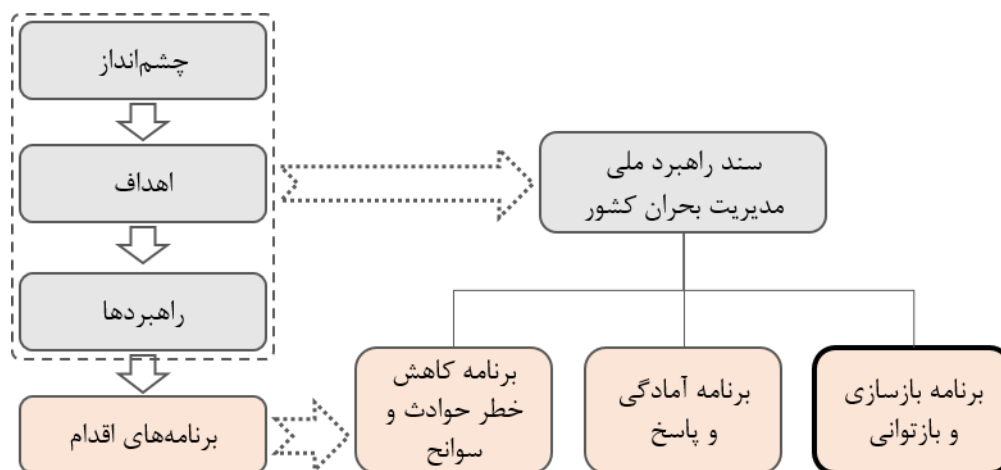 چشم‌انداز
اهداف
راهبردها
برنامه‌های اقدام
سند راهبرد ملی
مدیریت بحران کشور
برنامه بازسازی
و بازتوانی
برنامه آمادگی
و پاسخ
برنامه کاهش
خطر حوادث و
سوانح